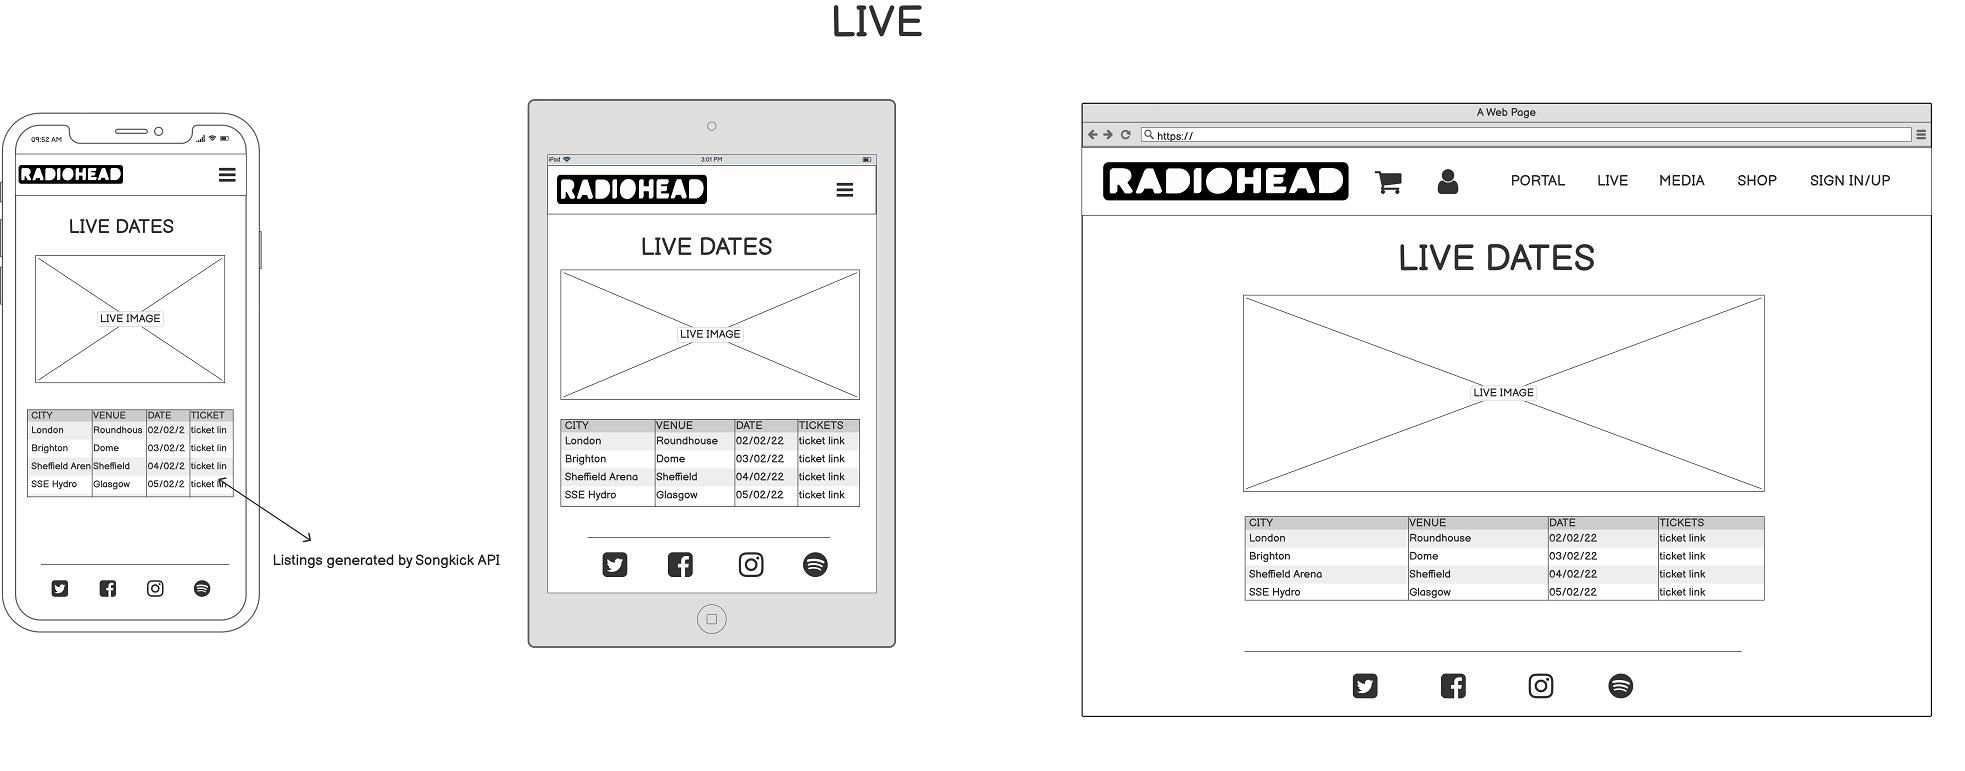 LIVE
09:52 AM
RADIOHEAD
LIVE DATES
LIVE IMAGE
CITY VENUE DATE TICKET
London Roundhous 02/02/2 ticket lin
Brighton Dome 03/02/2 ticket lin
Sheffield Aren Sheffield 04/02/2 ticket lin
SSE Hydro Glasgow 05/02/2 ticket lin
Listings generated by Songkick API
iPod 3:01 PM
RADIOHEAD
LIVE DATES
LIVE IMAGE
CITY VENUE DATE TICKETS
London Roundhouse 02/02/22 ticket link
Brighton Dome 03/02/22 ticket link
Sheffield Arena Sheffield 04/02/22 ticket link
SSE Hydro Glasgow 05/02/22 ticket link
A Web Page
https://
RADIOHEAD PORTAL LIVE MEDIA SHOP SIGN IN/UP
LIVE DATES
LIVE IMAGE
CITY VENUE DATE TICKETS
London Roundhouse 02/02/22 ticket link
Brighton Dome 03/02/22 ticket link
Sheffield Arena Sheffield 04/02/22 ticket link
SSE Hydro Glasgow 05/02/22 ticket link